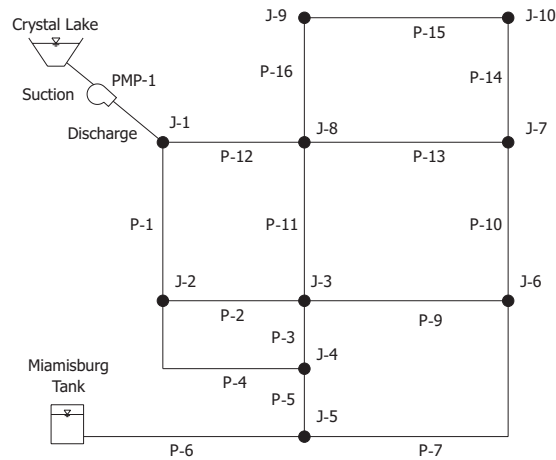 J-9
J-10
Crystal Lake
P-15
PMP-1
P-16
P-14
Suction
Discharge
J-1
J-8
J-7
P-12
P-13
P-1
P-11
P-10
J-2
J-3
J-6
P-2
P-9
P-3
J-4
Miamisburg
Tank
P-4
P-5
J-5
P-6
P-7